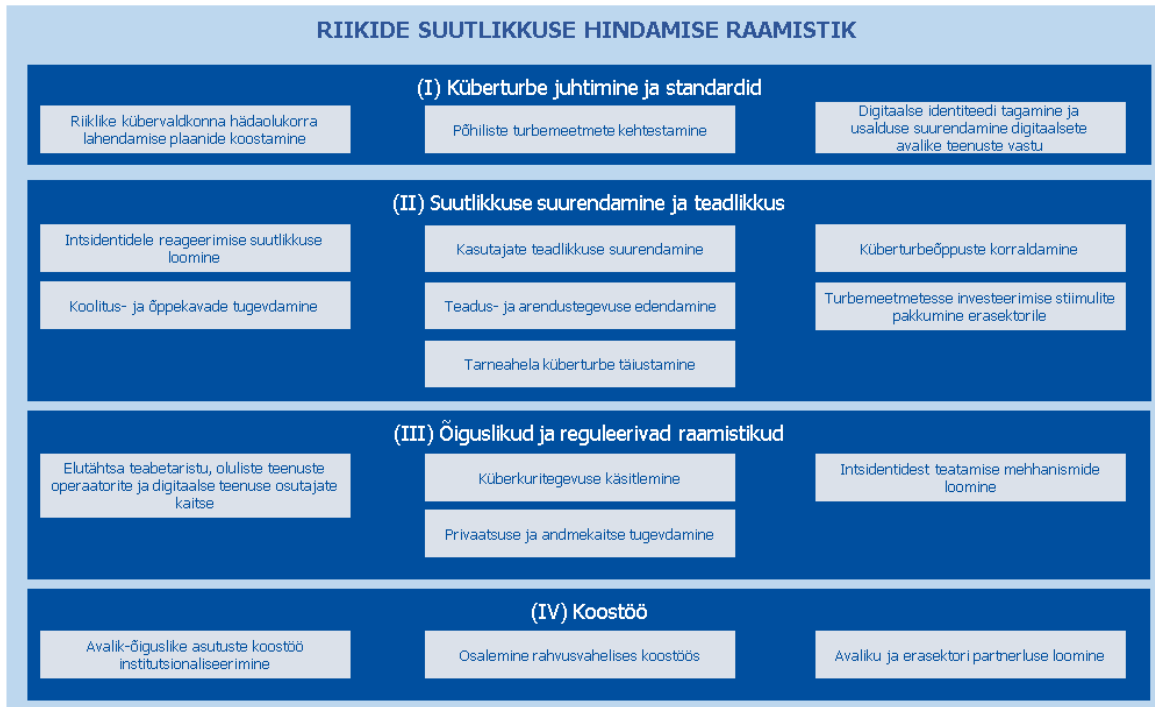 RIIKIDE SUUTLIKKUSE HINDAMISE RAAMISTIK
(I) Küberturbe juhtimine ja standardid
Riiklike kübervaldkonna hädaolukorra
lahendamise plaanide koostamine
Põhiliste turbemeetmete kehtestamine
Digitaalse identiteedi tagamine ja
usalduse suurendamine digitaalsete
avalike teenuste vastu
(II) Suutlikkuse suurendamine ja teadlikkus
Intsidentidele reageerimise suutlikkuse
loomine
Kasutajate teadlikkuse suurendamine
Küberturbeõppuste korraldamine
Koolitus- ja õppekavade tugevdamine
Teadus- ja arendustegevuse edendamine
Turbemeetmetesse investeerimise stiimulite
pakkumine erasektorile
Tarneahela küberturbe täiustamine
(III) Õiguslikud ja reguleerivad raamistikud
Elutähtsa teabetaristu, oluliste teenuste
operaatorite ja digitaalse teenuse osutajate
kaitse
Küberkuritegevuse käsitlemine
Intsidentidest teatamise mehhanismide
loomine
Privaatsuse ja andmekaitse tugevdamine
(IV) Koostöö
Avalik-õiguslike asutuste koostöö
institutsionaliseerimine
Osalemine rahvusvahelises koostöös
Avaliku ja erasektori partnerluse loomine